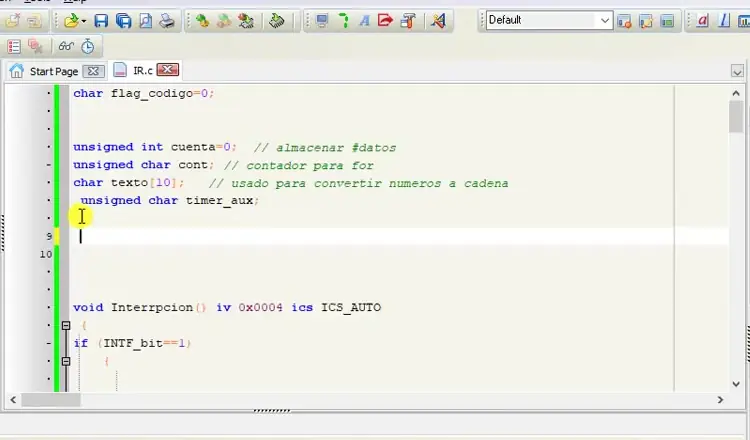 Default
Start Page
IR.c
char flag_codigo=0;
unsigned int cuenta=0; // almacenar #datos
unsigned char cont; // contador para for
char texto[10]; // usado para convertir numeros a cadena
unsigned char timer_aux;
9
10
void Interrpcion() iv 0x0004 ics ICS_AUTO
{
if (INTF_bit==1)
{